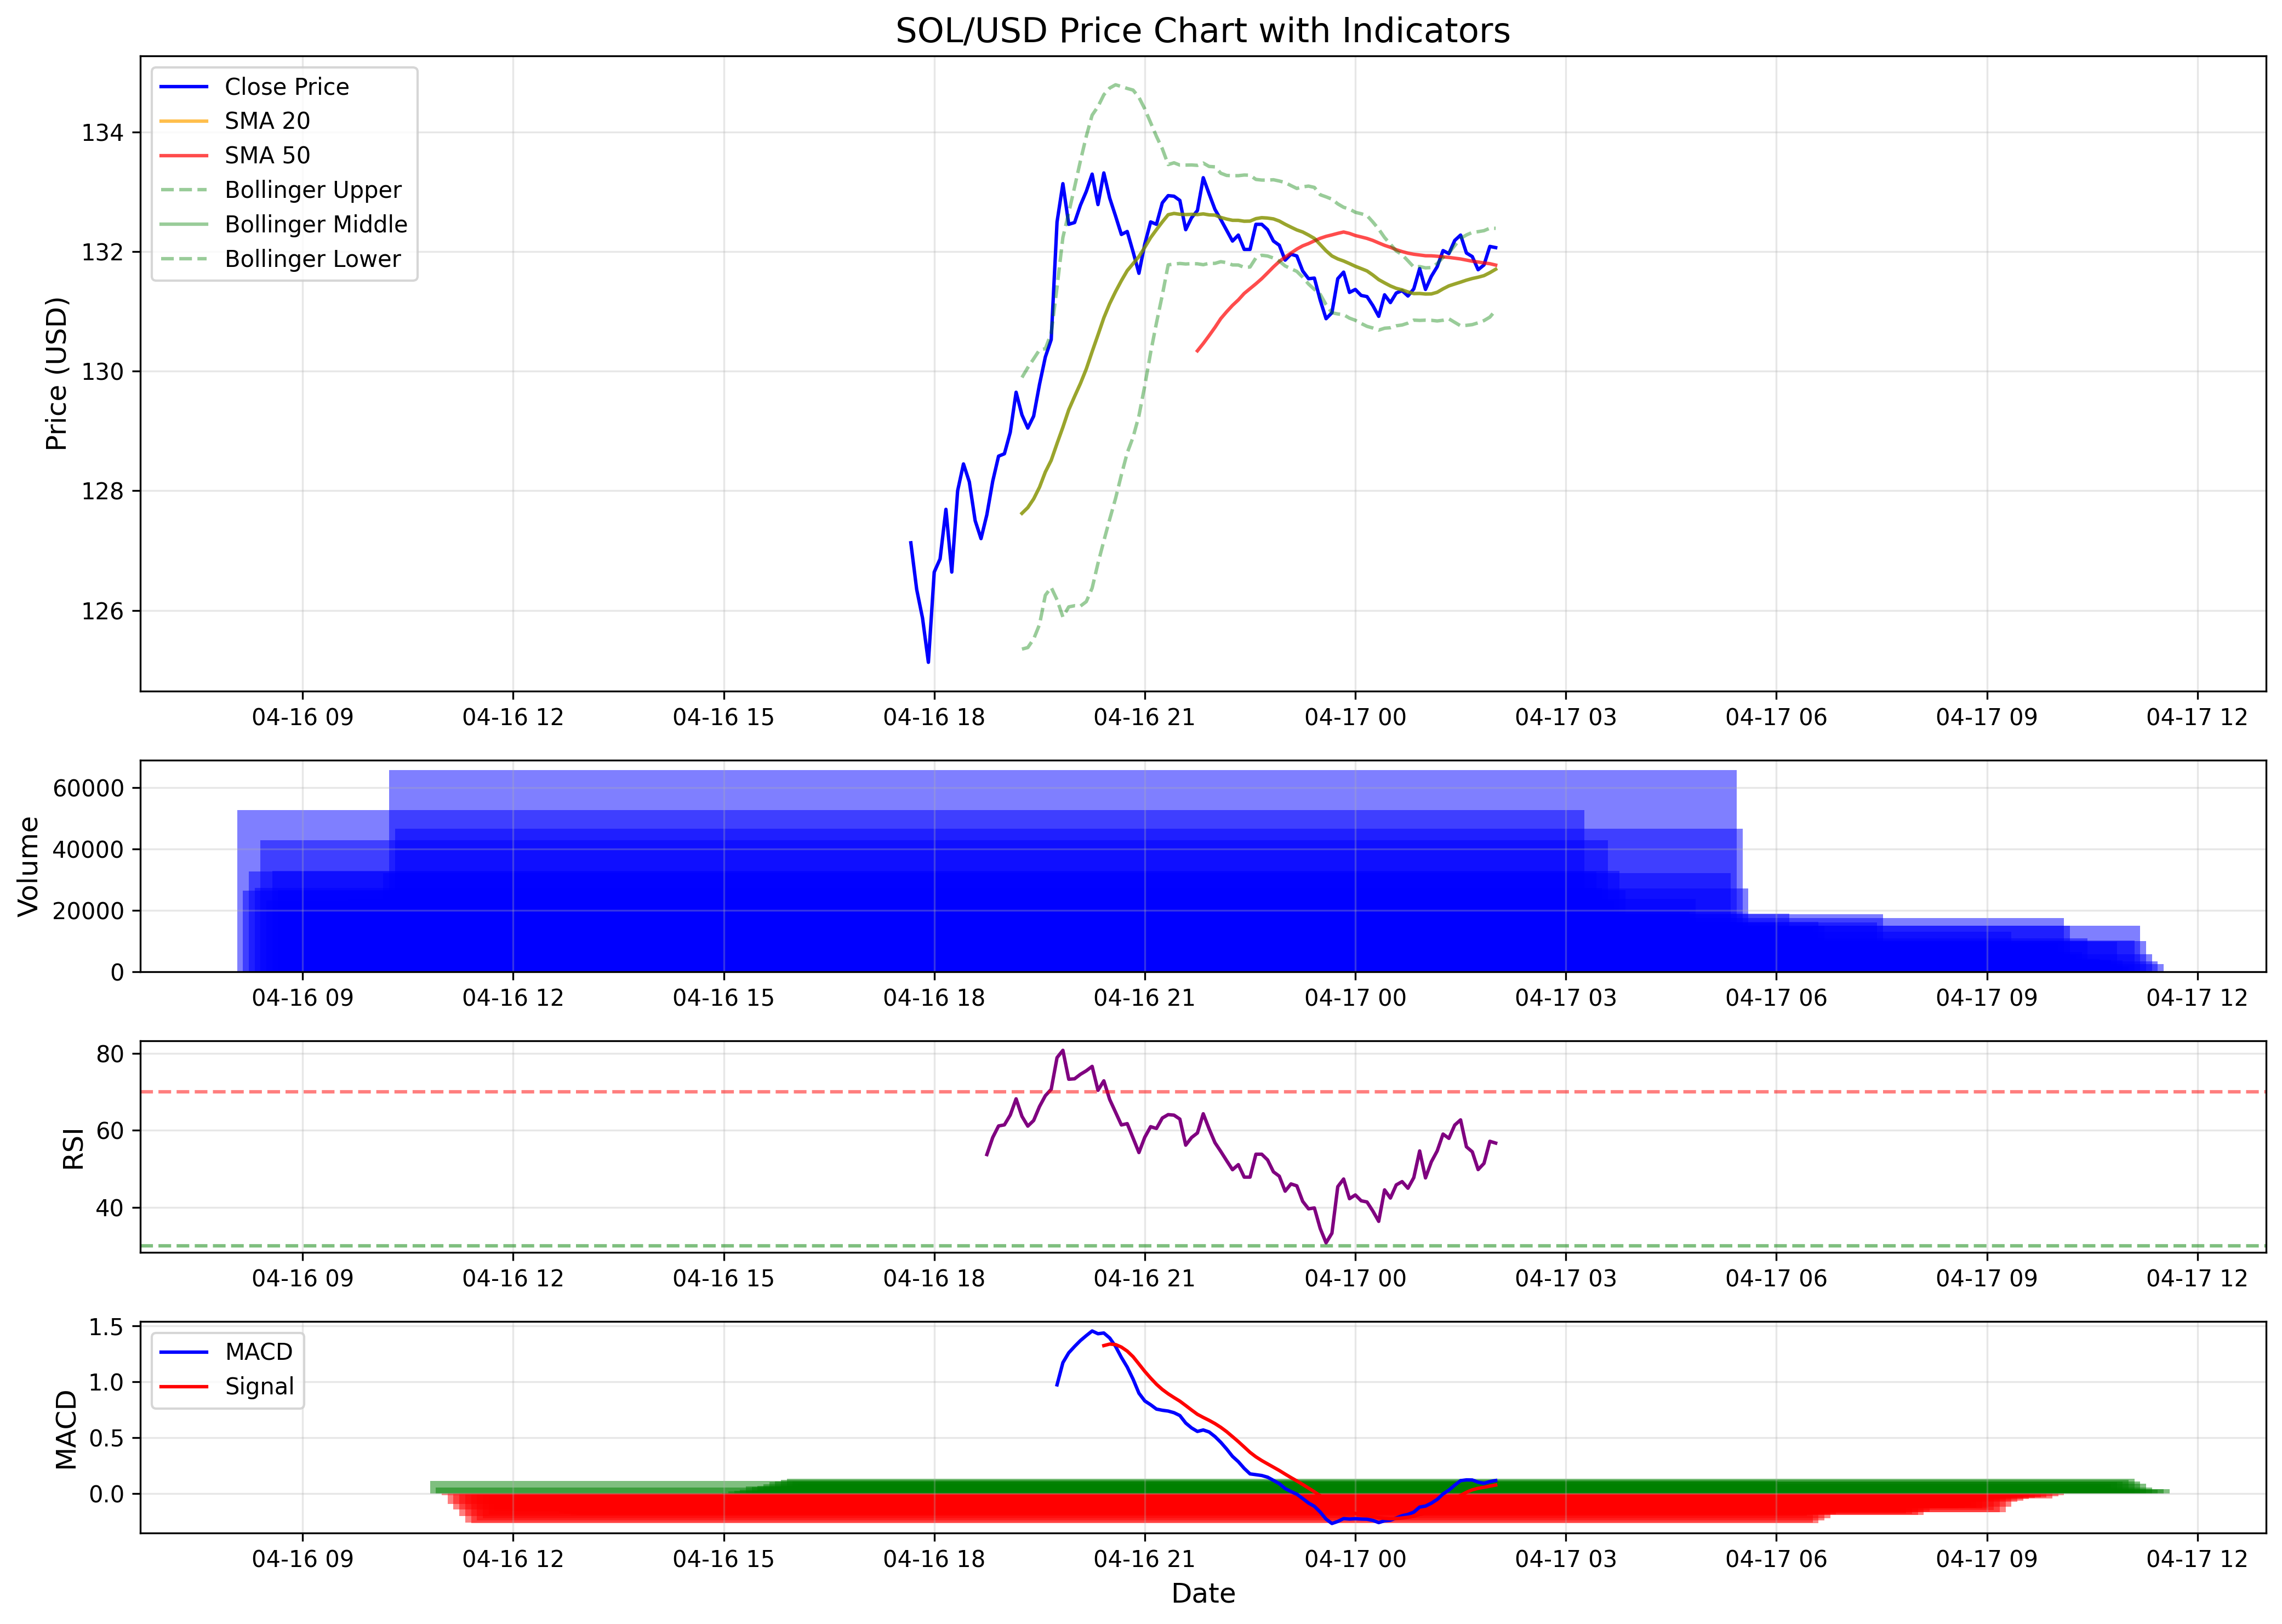 SOL/USD Price Chart with Indicators
Close Price
SMA 20
SMA 50
Bollinger Upper
Bollinger Middle
Bollinger Lower
Price (USD)
134
132
130
128
126
04-16 09 04-16 12 04-16 15 04-16 18 04-16 21 04-17 00 04-17 03 04-17 06 04-17 09 04-17 12
Volume
60000
40000
20000
0
04-16 09 04-16 12 04-16 15 04-16 18 04-16 21 04-17 00 04-17 03 04-17 06 04-17 09 04-17 12
RSI
80
60
40
04-16 09 04-16 12 04-16 15 04-16 18 04-16 21 04-17 00 04-17 03 04-17 06 04-17 09 04-17 12
MACD
Signal
MACD
1.5
1.0
0.5
0.0
04-16 09 04-16 12 04-16 15 04-16 18 04-16 21 04-17 00 04-17 03 04-17 06 04-17 09 04-17 12
Date